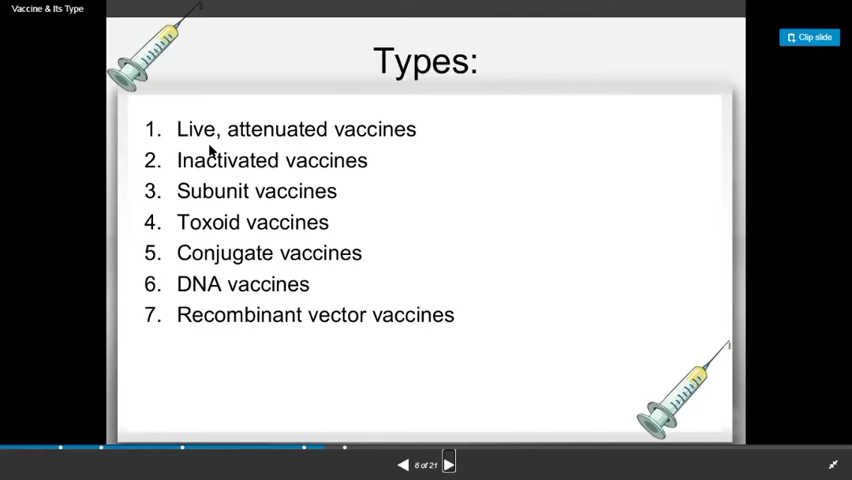 Vaccine & Its Type
Clip slide
Types:
1. Live, attenuated vaccines
2. Inactivated vaccines
3. Subunit vaccines
4. Toxoid vaccines
5. Conjugate vaccines
6. DNA vaccines
7. Recombinant vector vaccines
8 of 21